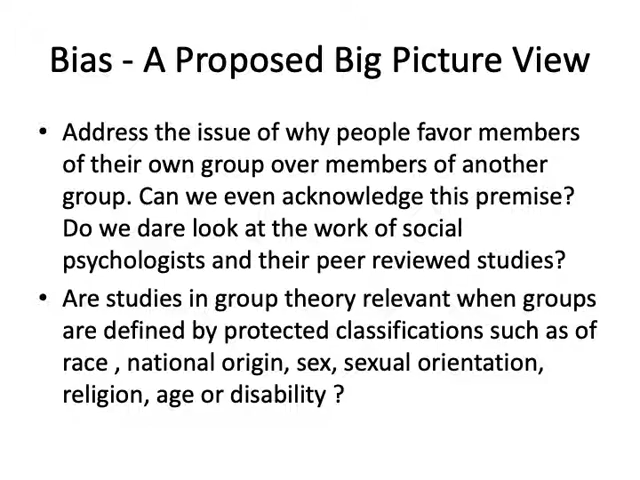 Bias - A Proposed Big Picture View
• Address the issue of why people favor members
of their own group over members of another
group. Can we even acknowledge this premise?
Do we dare look at the work of social
psychologists and their peer reviewed studies?
• Are studies in group theory relevant when groups
are defined by protected classifications such as of
race , national origin, sex, sexual orientation,
religion, age or disability ?